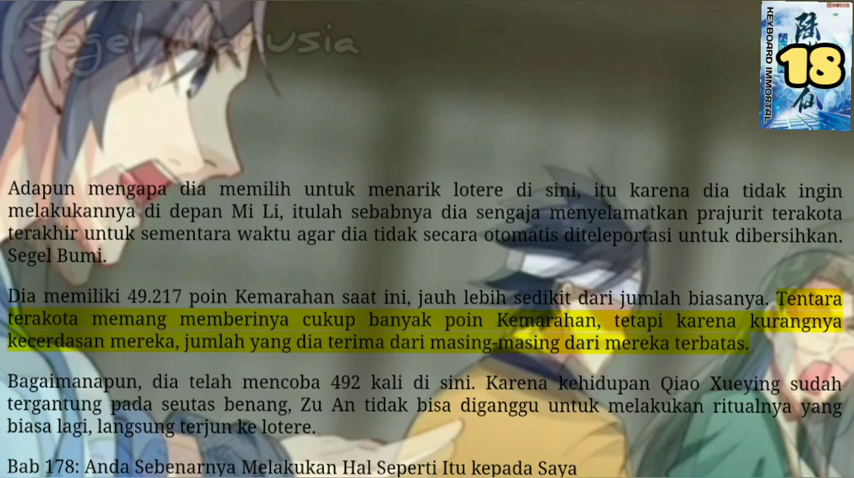 Segel Manusia
KEYBOARD IMMORTAL
18
Adapun mengapa dia memilih untuk menarik lotere di sini, itu karena dia tidak ingin
melakukannya di depan Mi Li, itulah sebabnya dia sengaja menyelamatkan prajurit terakota
terakhir untuk sementara waktu agar dia tidak secara otomatis diteleportasi untuk dibersihkan.
Segel Bumi.
Dia memiliki 49.217 poin Kemarahan saat ini, jauh lebih sedikit dari jumlah biasanya. Tentara
terakota memang memberinya cukup banyak poin Kemarahan, tetapi karena kurangnya
kecerdasan mereka, jumlah yang dia terima dari masing-masing dari mereka terbatas.
Bagaimanapun, dia telah mencoba 492 kali di sini. Karena kehidupan Qiao Xueying sudah
tergantung pada seutas benang, Zu An tidak bisa diganggu untuk melakukan ritualnya yang
biasa lagi, langsung terjun ke lotere.
Bab 178: Anda Sebenarnya Melakukan Hal Seperti Itu kepada Saya